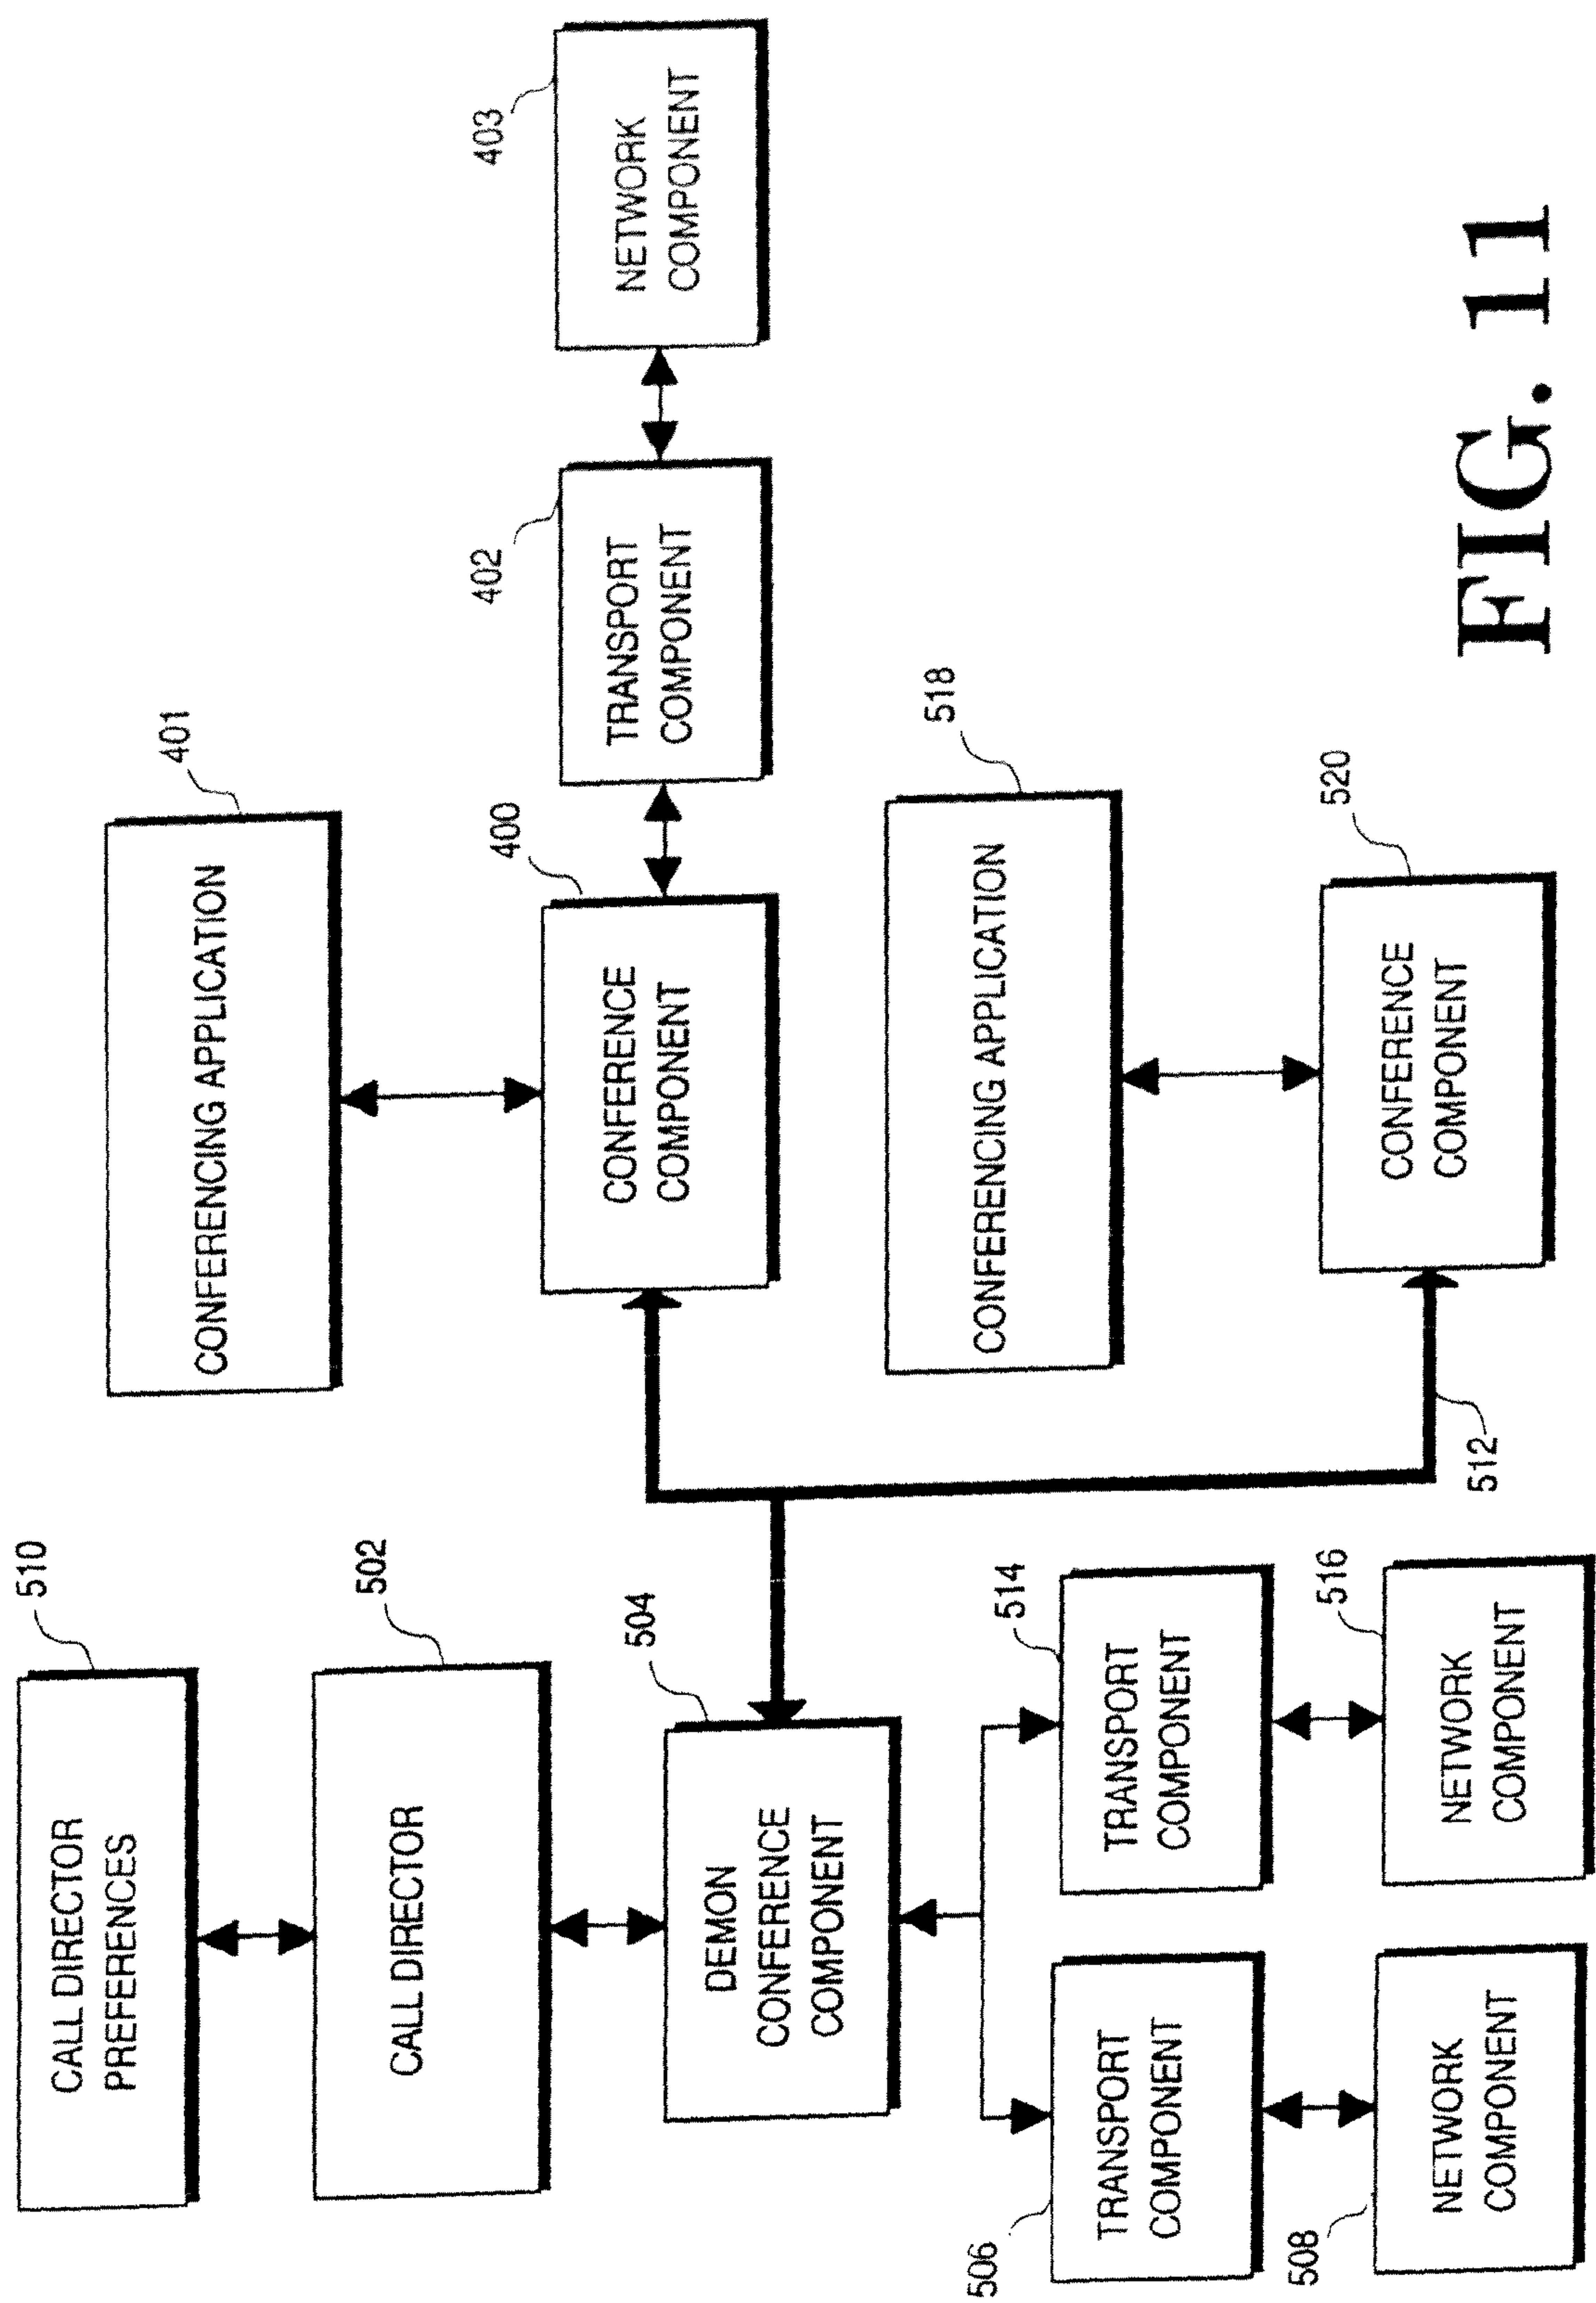 510
CALL DIRECTOR
PREFERENCES
502
CALL DIRECTOR
504
DEMON
CONFERENCE
COMPONENT
506
TRANSPORT
COMPONENT
514
TRANSPORT
COMPONENT
508
NETWORK
COMPONENT
516
NETWORK
COMPONENT
401
CONFERENCING APPLICATION
400
CONFERENCE
COMPONENT
402
TRANSPORT
COMPONENT
403
NETWORK
COMPONENT
518
CONFERENCING APPLICATION
520
CONFERENCE
COMPONENT
512
FIG. 11